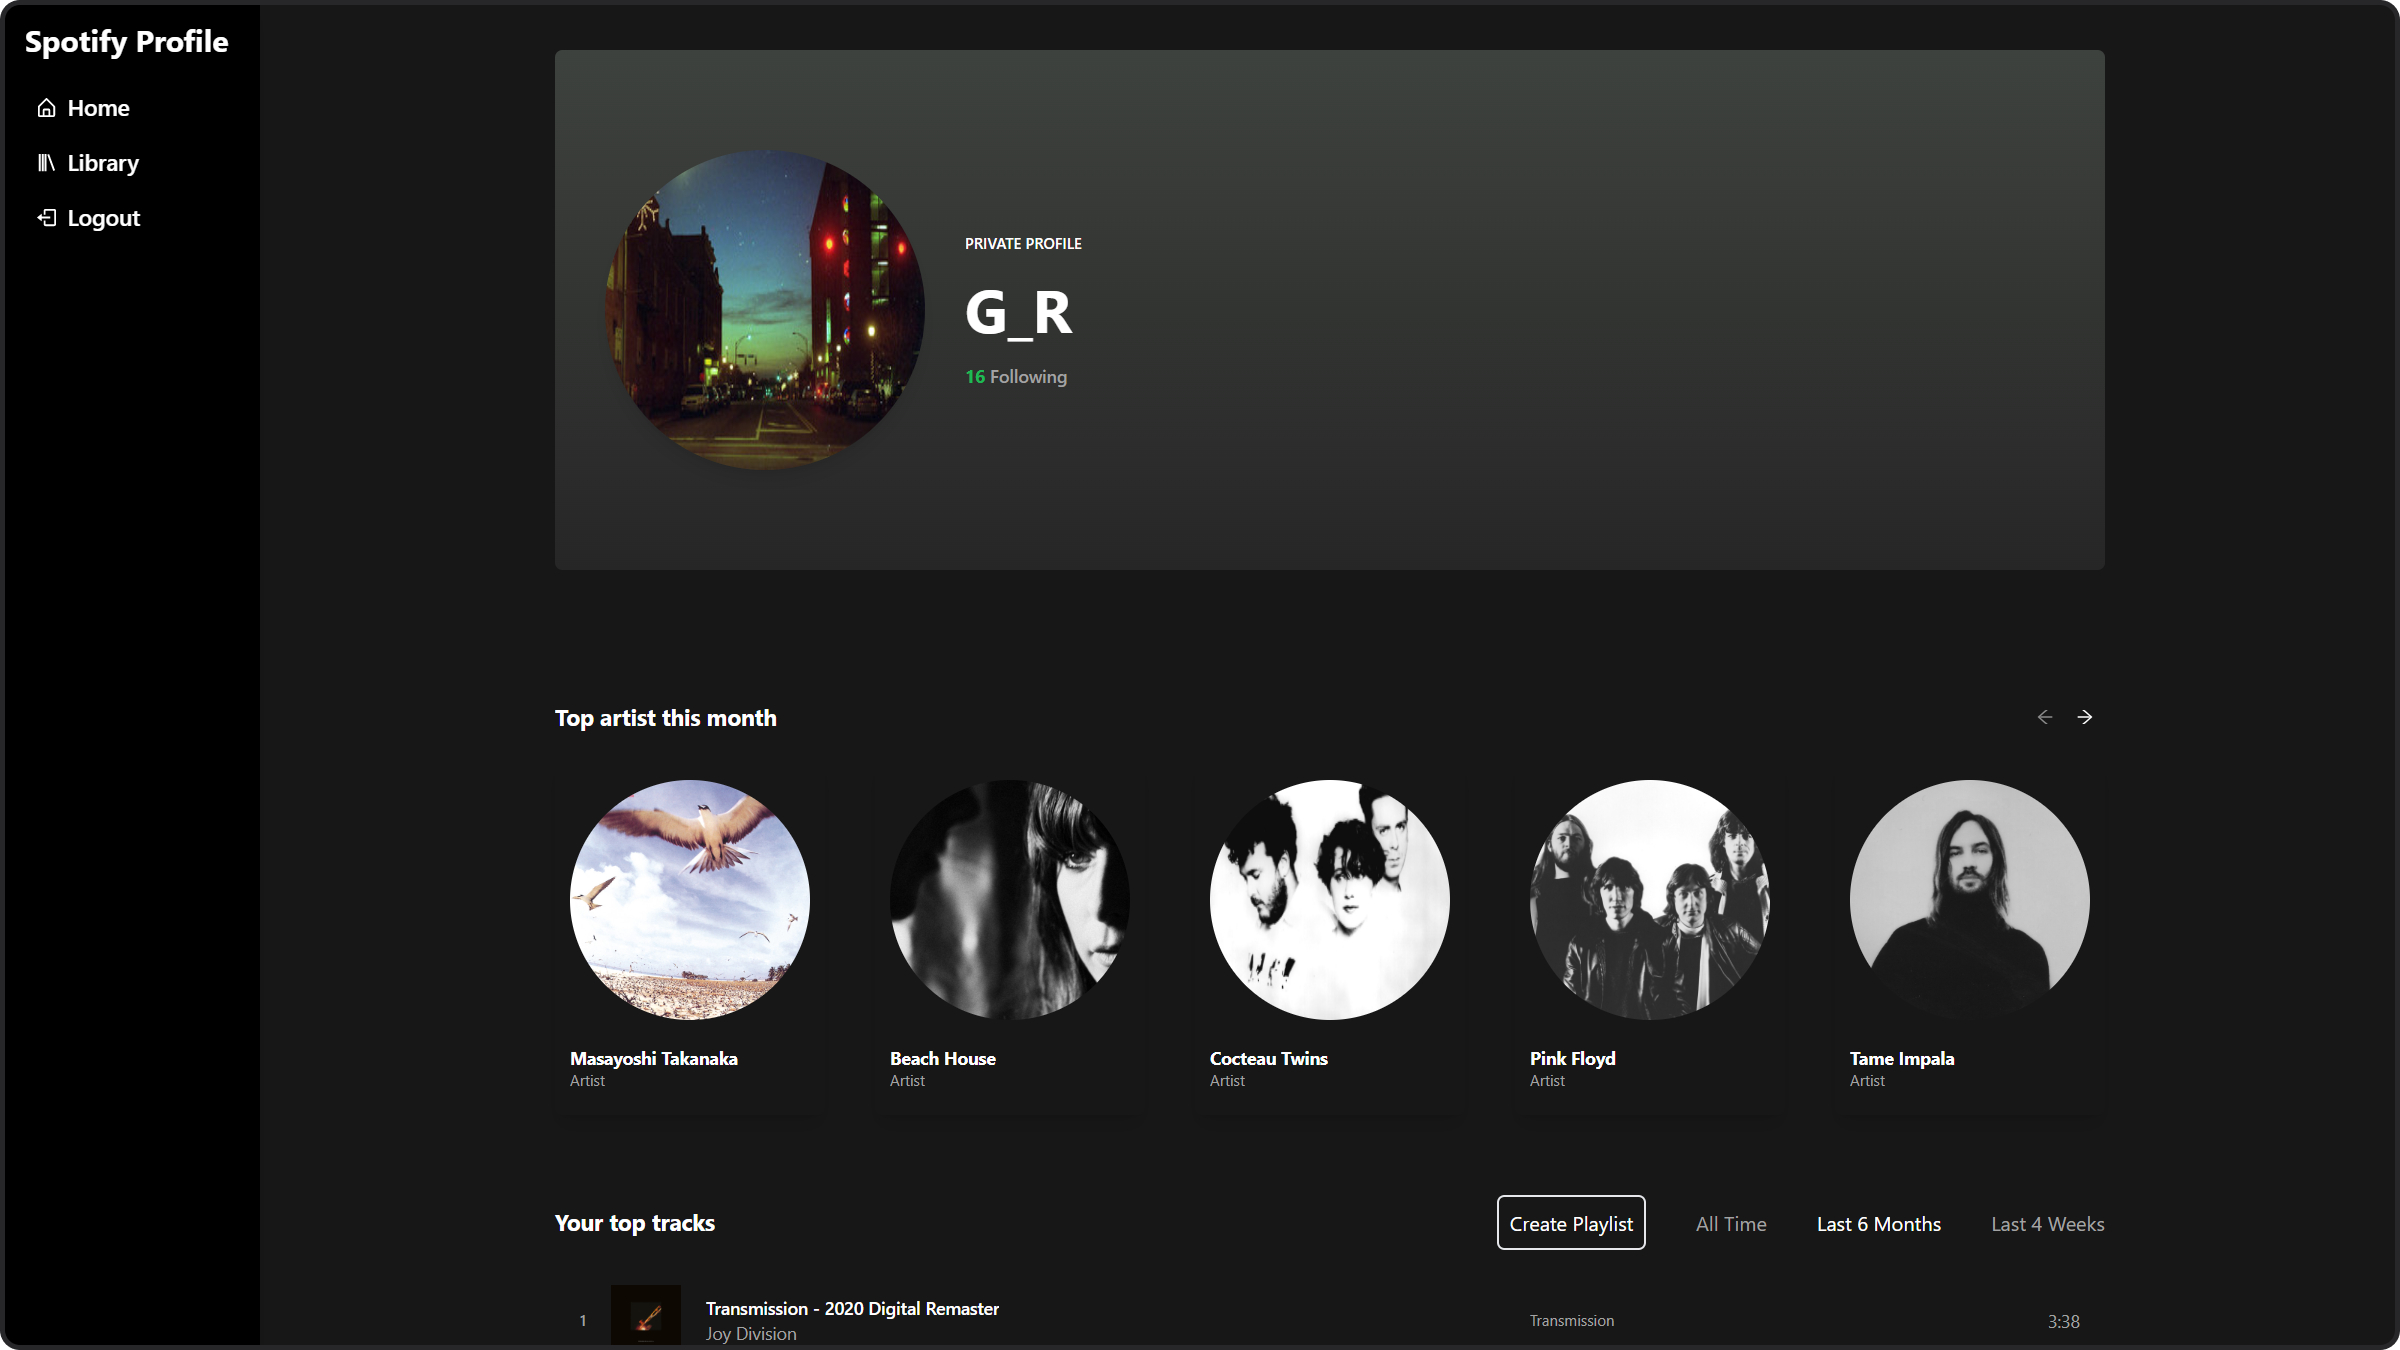 Spotify Profile
Home
Library
Logout
PRIVATE PROFILE
G_R
16 Following
Top artist this month
Masayoshi Takanaka
Artist
Beach House
Artist
Cocteau Twins
Artist
Pink Floyd
Artist
Tame Impala
Artist
Your top tracks
Create Playlist
All Time
Last 6 Months
Last 4 Weeks
1
Transmission - 2020 Digital Remaster
Joy Division
Transmission
3:38